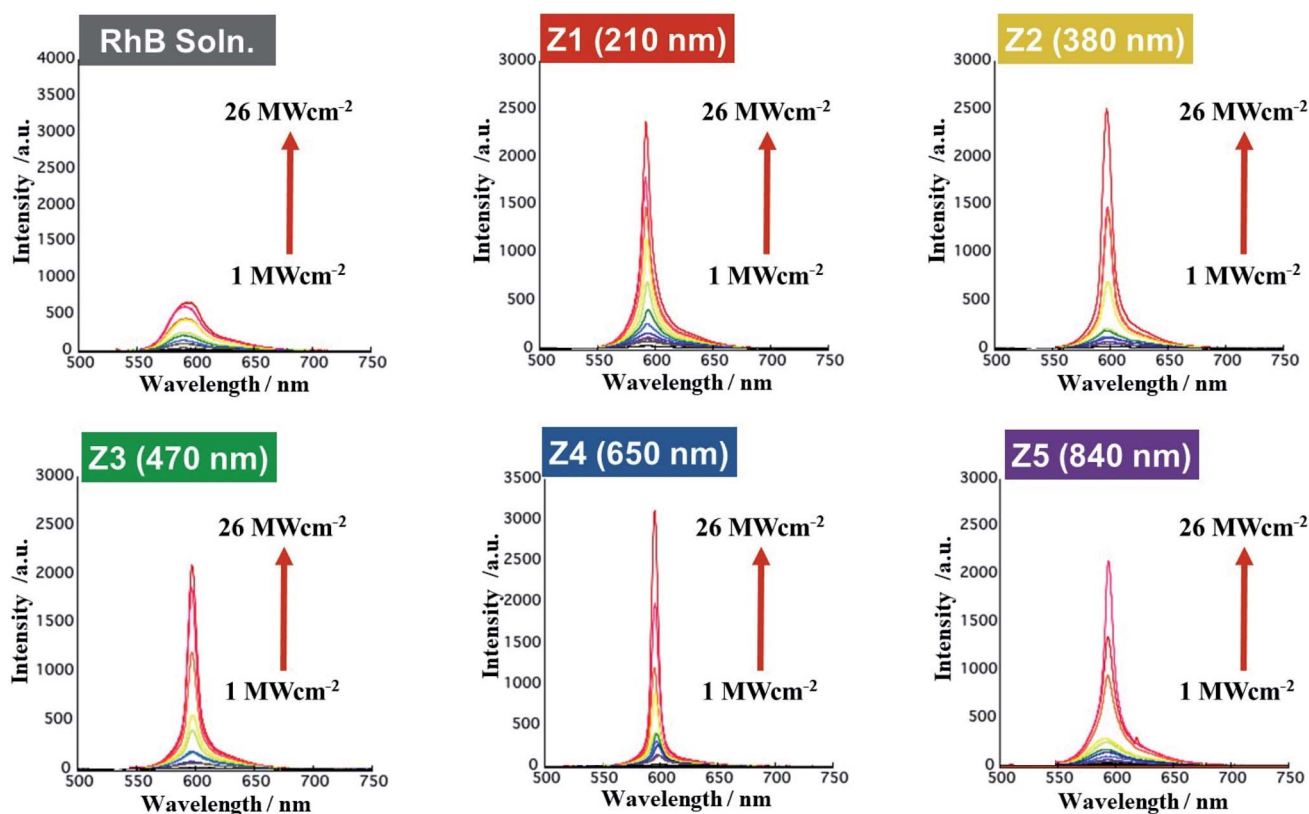 RhB Soln.
4000
3500
3000
2500
2000
1500
1000
500
0
Intensity /a.u.
26 MWcm⁻²
1 MWcm⁻²
500 550 600 650 700 750
Wavelength / nm
Z1 (210 nm)
3000
2500
2000
1500
1000
500
0
Intensity /a.u.
26 MWcm⁻²
1 MWcm⁻²
500 550 600 650 700 750
Wavelength / nm
Z2 (380 nm)
3000
2500
2000
1500
1000
500
0
Intensity /a.u.
26 MWcm⁻²
1 MWcm⁻²
500 550 600 650 700 750
Wavelength / nm
Z3 (470 nm)
3000
2500
2000
1500
1000
500
0
Intensity /a.u.
26 MWcm⁻²
1 MWcm⁻²
500 550 600 650 700 750
Wavelength / nm
Z4 (650 nm)
3500
3000
2500
2000
1500
1000
500
0
Intensity /a.u.
26 MWcm⁻²
1 MWcm⁻²
500 550 600 650 700 750
Wavelength / nm
Z5 (840 nm)
3500
3000
2500
2000
1500
1000
500
0
Intensity /a.u.
26 MWcm⁻²
1 MWcm⁻²
500 550 600 650 700 750
Wavelength / nm